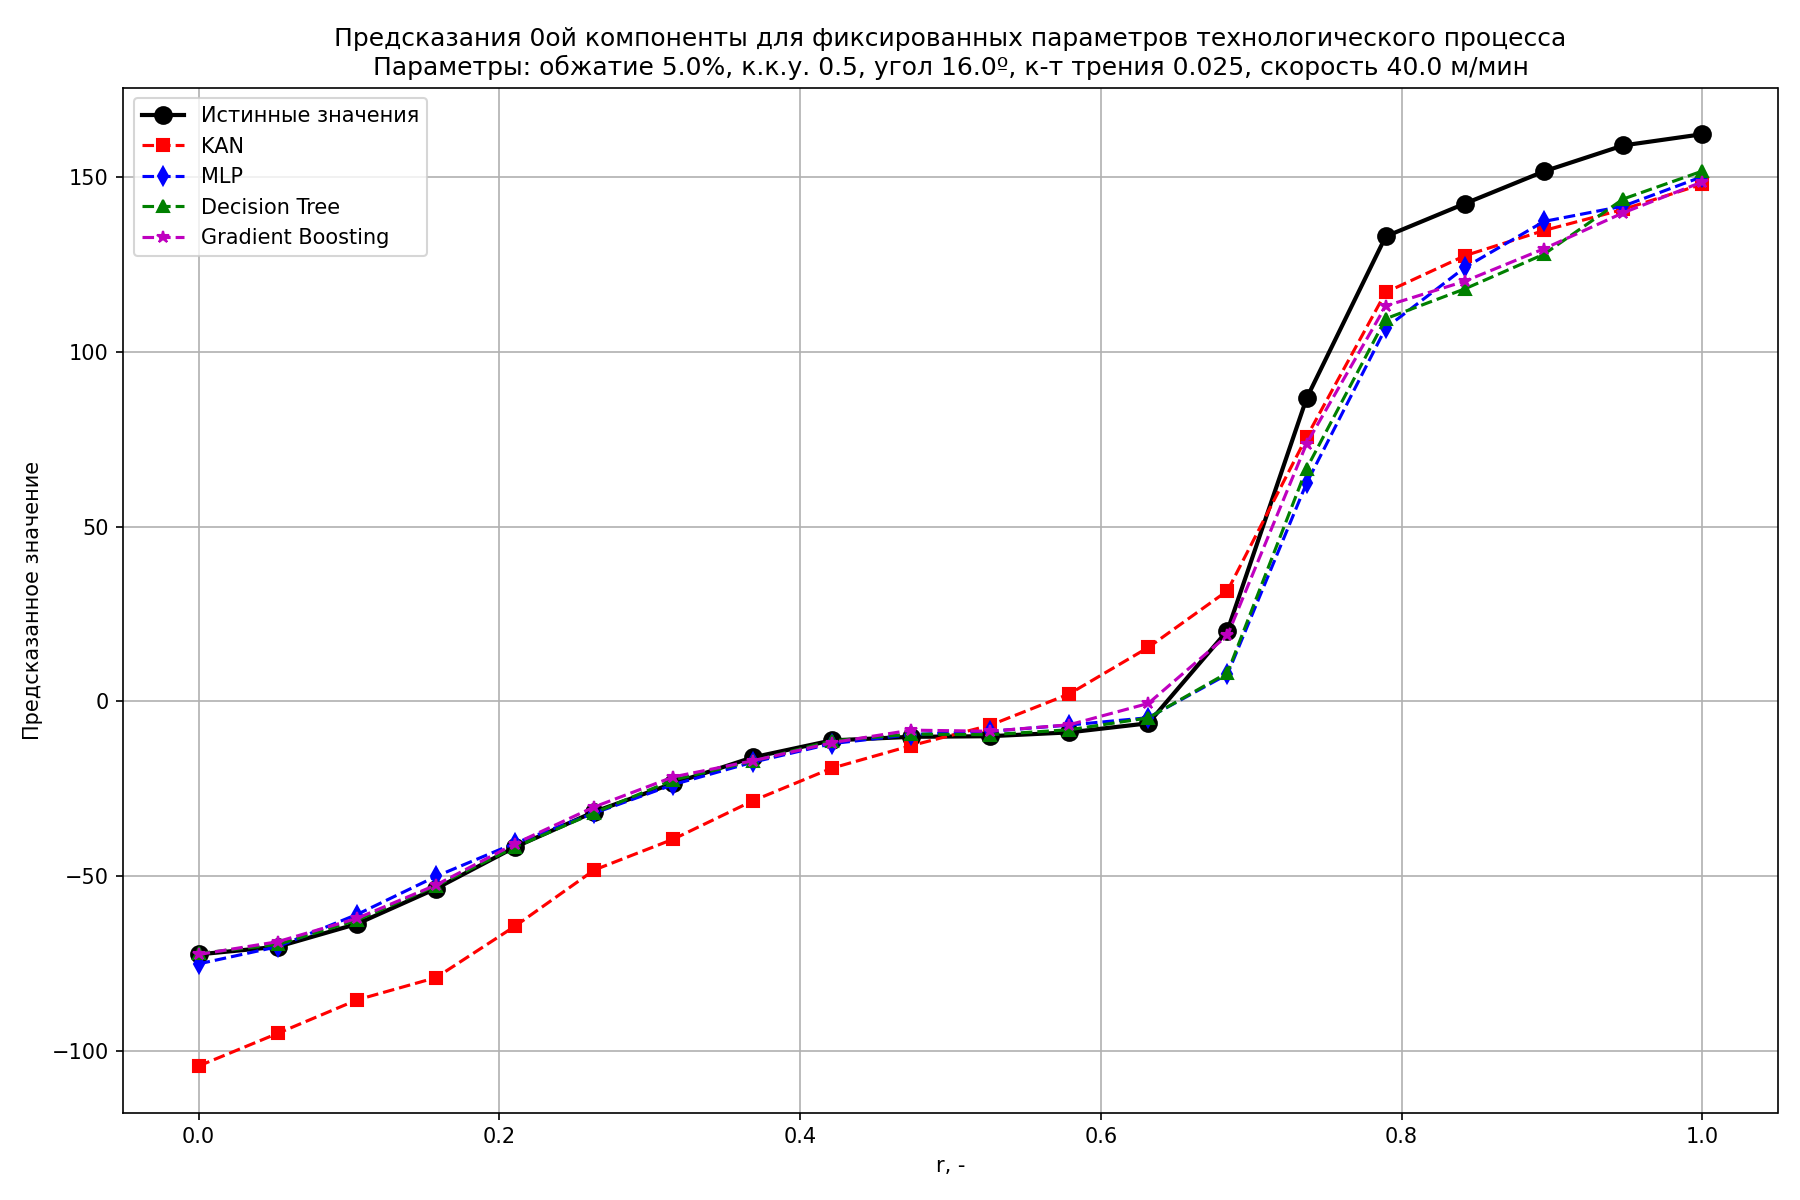 Предсказания 0ой компоненты для фиксированных параметров технологического процесса
Параметры: обжатие 5.0%, к.к.у. 0.5, угол 16.0º, к-т трения 0.025, скорость 40.0 м/мин
Истинные значения
KAN
MLP
Decision Tree
Gradient Boosting
Предсказанное значение
150
100
50
0
−50
−100
0.0
0.2
0.4
0.6
0.8
1.0
r, -